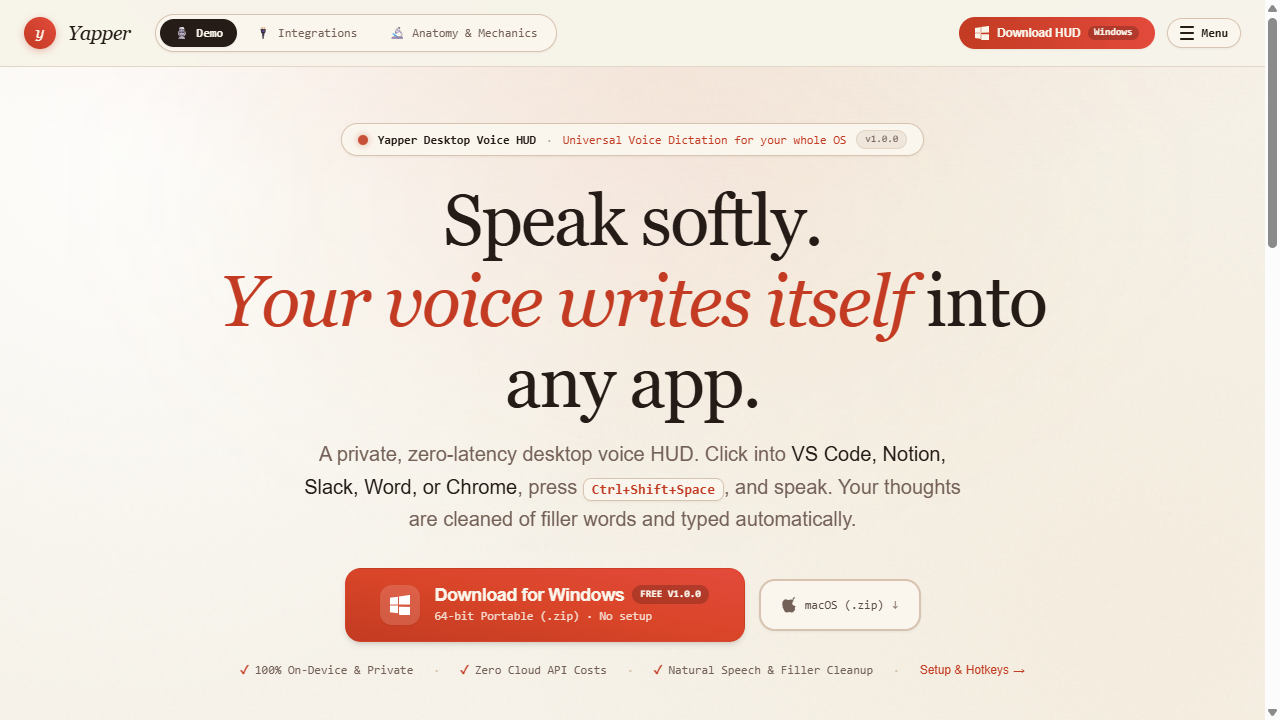 y Yapper
Demo
Integrations
Anatomy & Mechanics
Download HUD Windows
Menu
Yapper Desktop Voice HUD · Universal Voice Dictation for your whole OS v1.0.0
Speak softly.
Your voice writes itself into
any app.
A private, zero-latency desktop voice HUD. Click into VS Code, Notion,
Slack, Word, or Chrome, press Ctrl+Shift+Space, and speak. Your thoughts
are cleaned of filler words and typed automatically.
Download for Windows FREE V1.0.0
64-bit Portable (.zip) · No setup
macOS (.zip) ↓
✓ 100% On-Device & Private · ✓ Zero Cloud API Costs · ✓ Natural Speech & Filler Cleanup · Setup & Hotkeys →